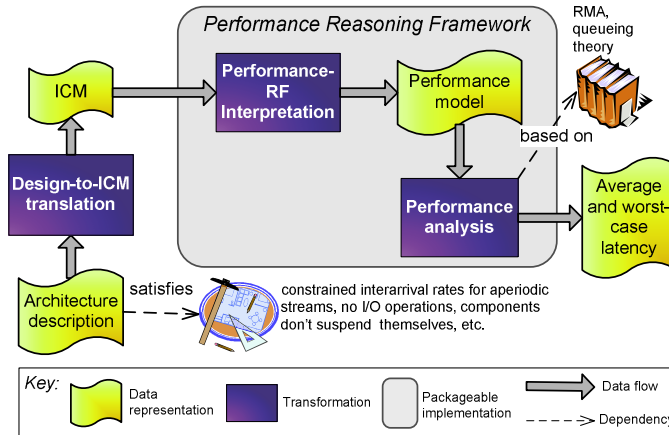 Performance Reasoning Framework
RMA,
queueing
theory
ICM
Performance-
RF
Interpretation
Performance
model
based on
Design-to-ICM
translation
Performance
analysis
Average
and worst-
case
latency
Architecture
description
satisfies
constrained interarrival rates for aperiodic
streams, no I/O operations, components
don't suspend themselves, etc.
Key:
Data
representation
Transformation
Packageable
implementation
Data flow
Dependency